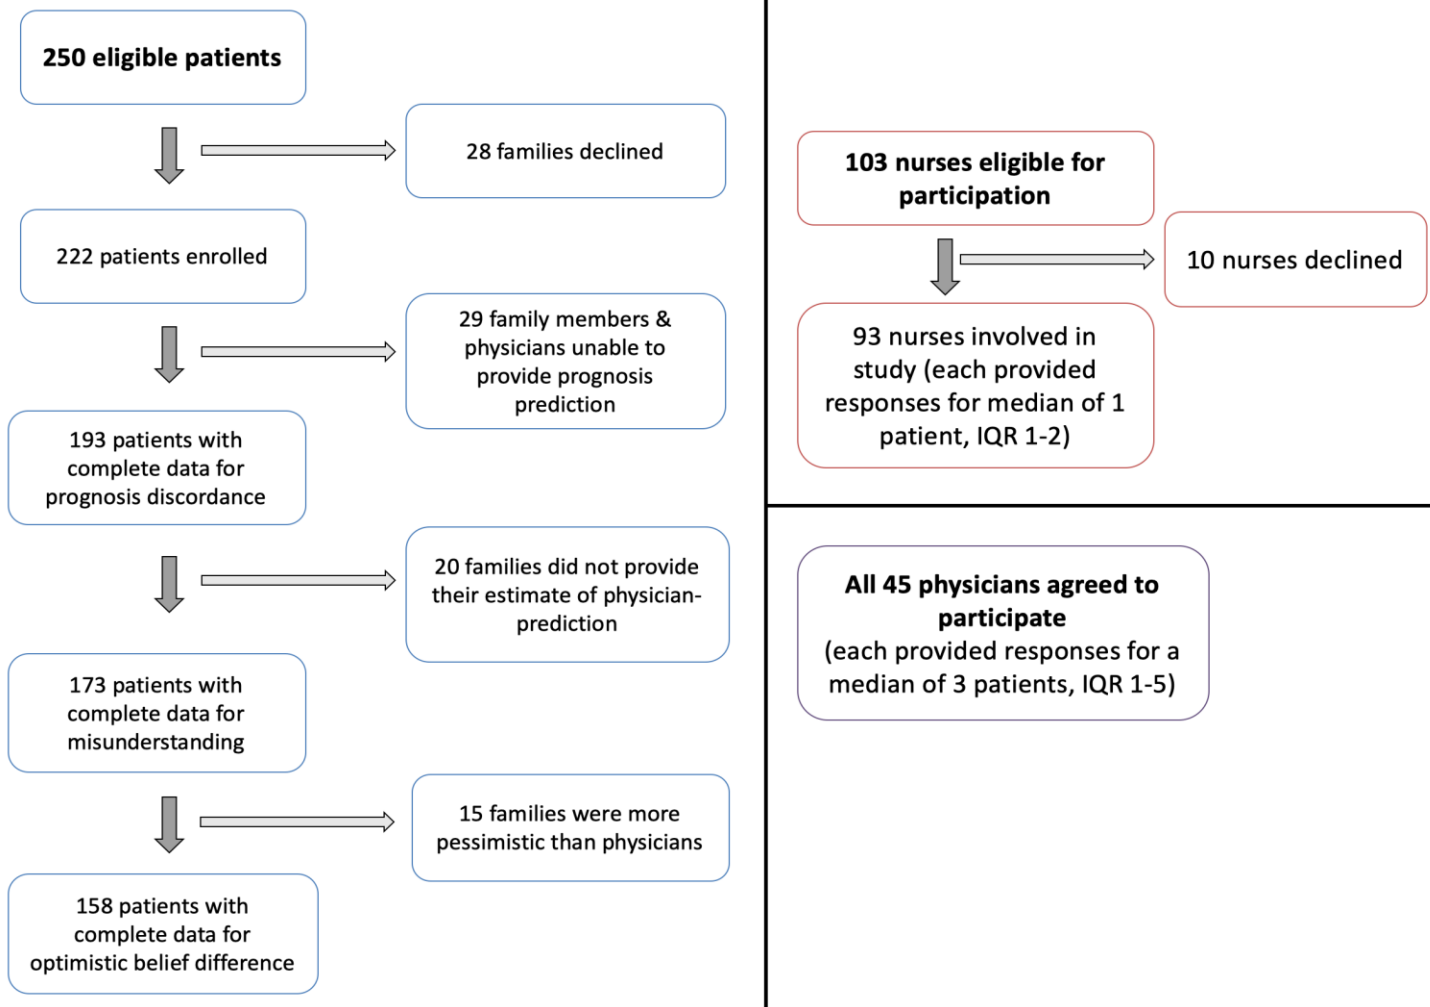 250 eligible patients
28 families declined
222 patients enrolled
29 family members &
physicians unable to
provide prognosis
prediction
193 patients with
complete data for
prognosis discordance
20 families did not provide
their estimate of physician-
prediction
173 patients with
complete data for
misunderstanding
15 families were more
pessimistic than physicians
158 patients with
complete data for
optimistic belief difference
103 nurses eligible for
participation
10 nurses declined
93 nurses involved in
study (each provided
responses for median of 1
patient, IQR 1-2)
All 45 physicians agreed to
participate
(each provided responses for a
median of 3 patients, IQR 1-5)